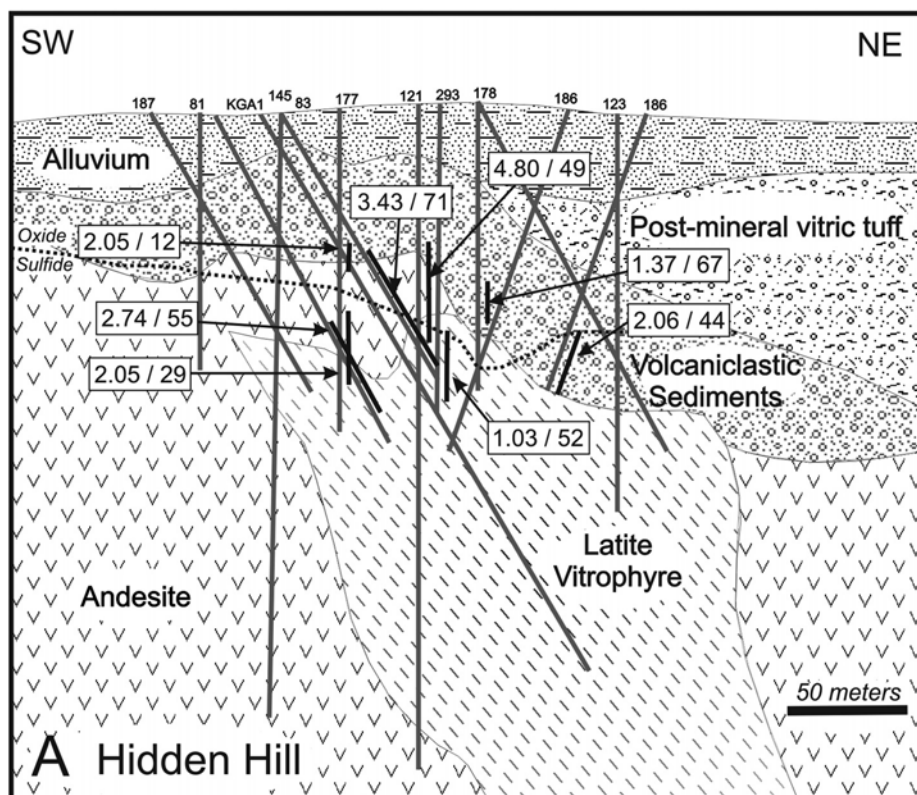 SW
NE
187
81
KGA1
145
83
177
121
293
178
186
123
186
Alluvium
4.80 / 49
3.43 / 71
Oxide
Sulfide
2.05 / 12
Post-mineral vitric tuff
1.37 / 67
2.74 / 55
2.06 / 44
2.05 / 29
Volcaniclastic
Sediments
1.03 / 52
Latite
Vitrophyre
Andesite
50 meters
A Hidden Hill